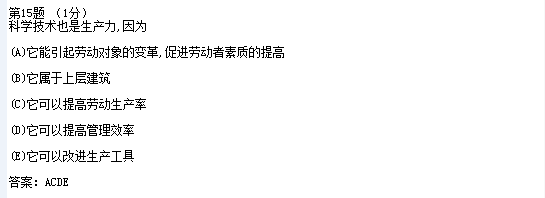 第15题 （1分）
科学技术也是生产力,因为
(A)它能引起劳动对象的变革,促进劳动者素质的提高
(B)它属于上层建筑
(C)它可以提高劳动生产率
(D)它可以提高管理效率
(E)它可以改进生产工具
答案：ACDE